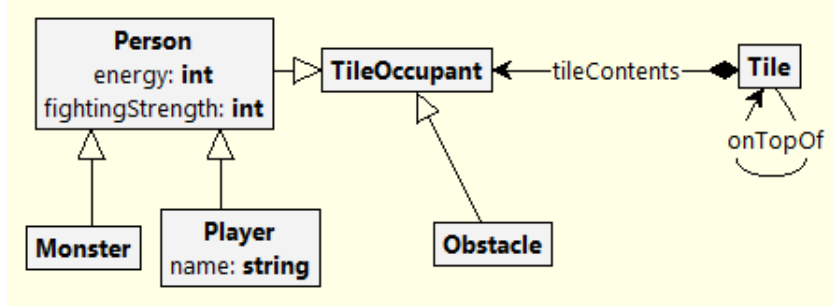 Person
energy: int
fightingStrength: int
TileOccupant
tileContents
Tile
onTopOf
Monster
Player
name: string
Obstacle